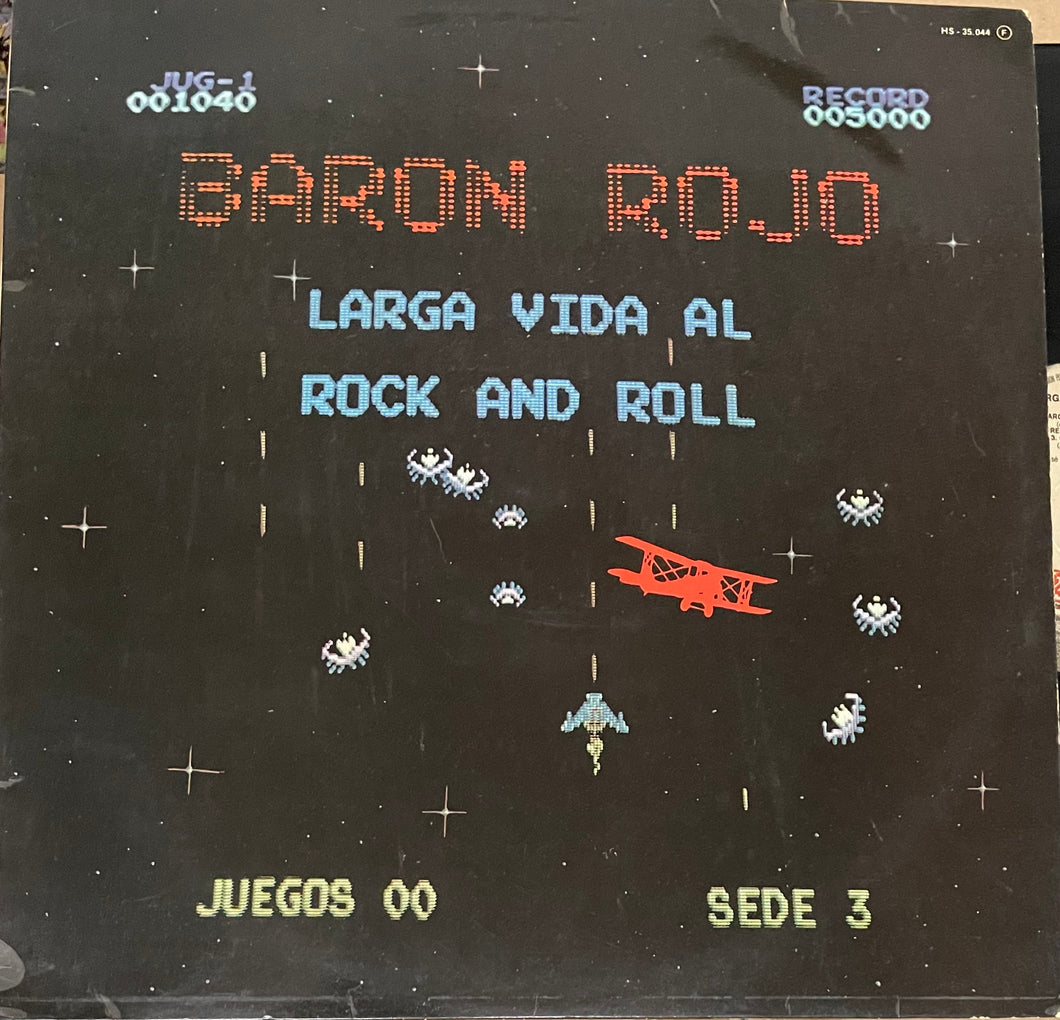 HS - 35.044 F
JUG-1
001040
RECORD
005000
BARON ROJO
LARGA VIDA AL
ROCK AND ROLL
JUEGOS 00
SEDE 3